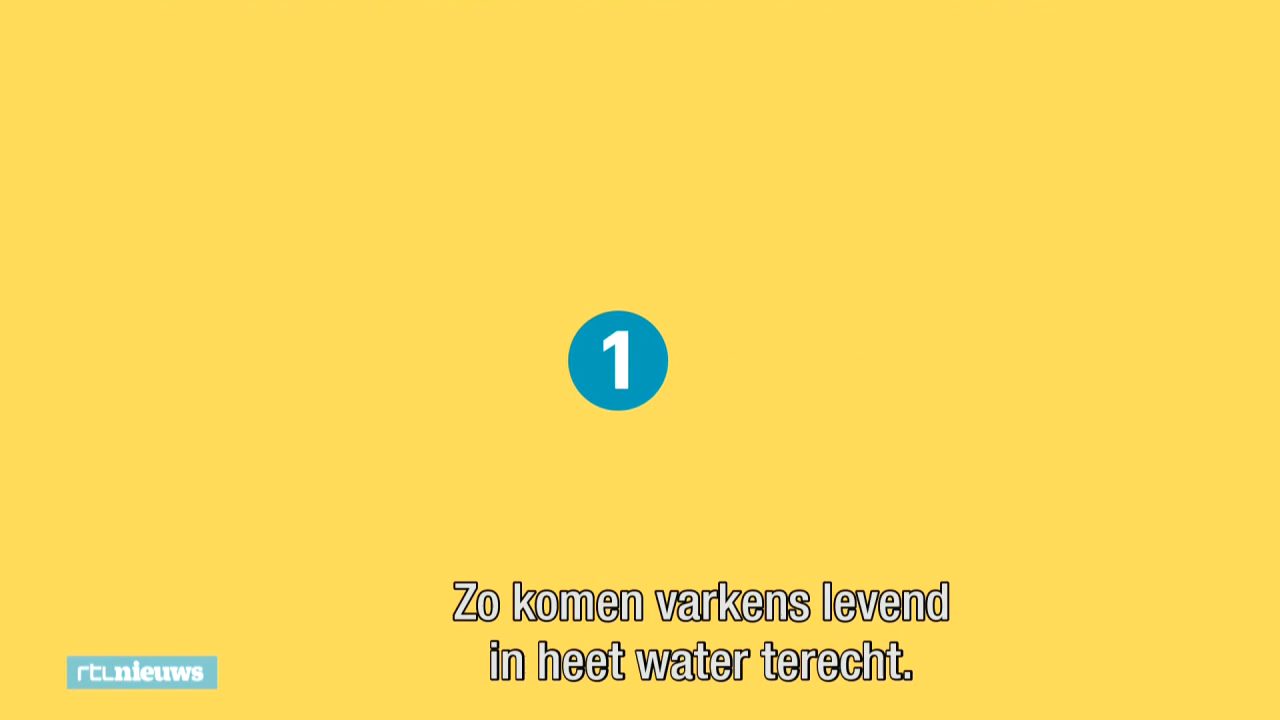 1
Zo komen varkens levend
in heet water terecht.
rtlnieuws